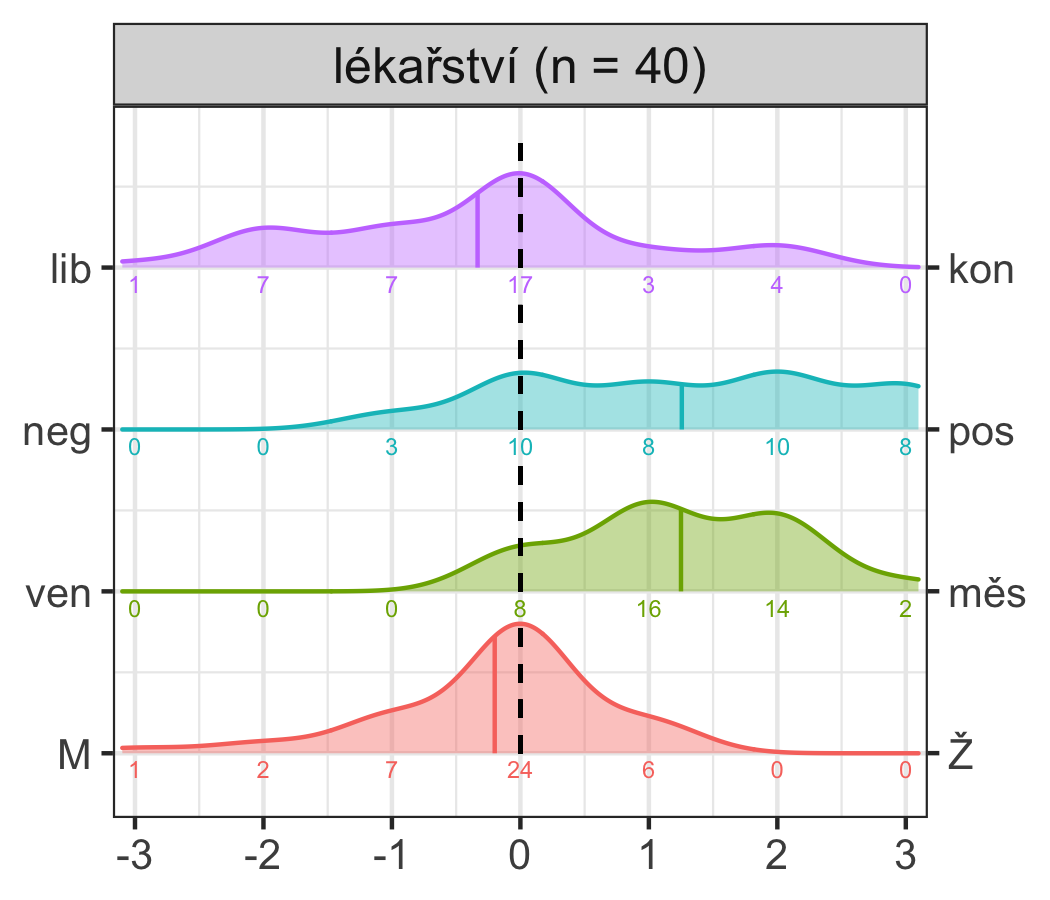 lékařství (n = 40)
lib kon
1 7 7 17 3 4 0
neg pos
0 0 3 10 8 10 8
ven měs
0 0 0 8 16 14 2
M Ž
1 2 7 24 6 0 0
-3 -2 -1 0 1 2 3